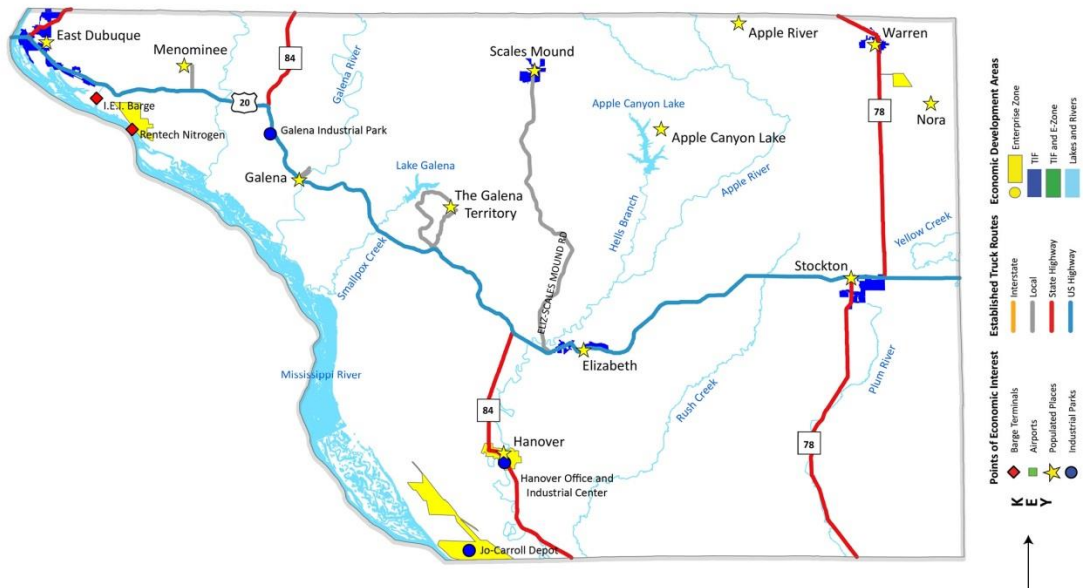 East Dubuque
Menominee
84
Galena River
Scales Mound
Apple River
Warren
I.E.I. Barge
20
Rentech Nitrogen
Galena Industrial Park
Apple Canyon Lake
Apple Canyon Lake
78
Nora
Galena
Lake Galena
The Galena
Territory
Apple River
Hells Branch
Smallpox Creek
ELIZ-SCALES MOUND RD
Yellow Creek
Stockton
Mississippi River
Elizabeth
Plum River
Rush Creek
84
Hanover
78
Hanover Office and
Industrial Center
Jo-Carroll Depot
KEY
Points of Economic Interest
Barge Terminals
Airports
Populated Places
Industrial Parks
Established Truck Routes
Interstate
Local
State Highway
US Highway
Economic Development Areas
Enterprise Zone
TIF
TIF and E-Zone
Lakes and Rivers